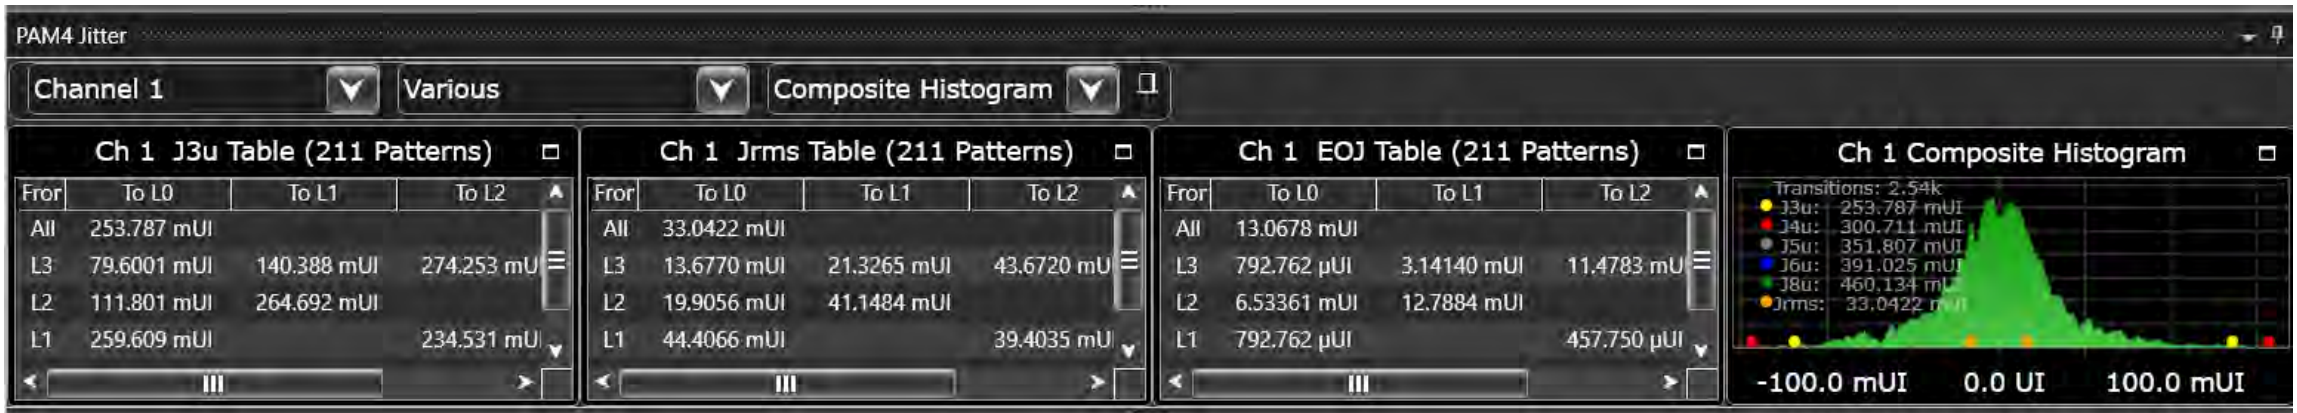 PAM4 Jitter
Channel 1 Various Composite Histogram
Ch 1 J3u Table (211 Patterns)
Fror To L0 To L1 To L2
All 253.787 mUI
L3 79.6001 mUI 140.388 mUI 274.253 mU
L2 111.801 mUI 264.692 mUI
L1 259.609 mUI 234.531 mU
Ch 1 Jrms Table (211 Patterns)
Fror To L0 To L1 To L2
All 33.0422 mUI
L3 13.6770 mUI 21.3265 mUI 43.6720 mU
L2 19.9056 mUI 41.1484 mUI
L1 44.4066 mUI 39.4035 mU
Ch 1 EOJ Table (211 Patterns)
Fror To L0 To L1 To L2
All 13.0678 mUI
L3 792.762 µUI 3.14140 mUI 11.4783 mU
L2 6.53361 mUI 12.7884 mUI
L1 792.762 µUI 457.750 µUI
Ch 1 Composite Histogram
Transitions: 2.54k
J3u: 253.787 mUI
J4u: 300.711 mUI
J5u: 351.807 mUI
J6u: 391.025 mUI
J8u: 460.134 mUI
Jrms: 33.0422 mUI
-100.0 mUI 0.0 UI 100.0 mUI